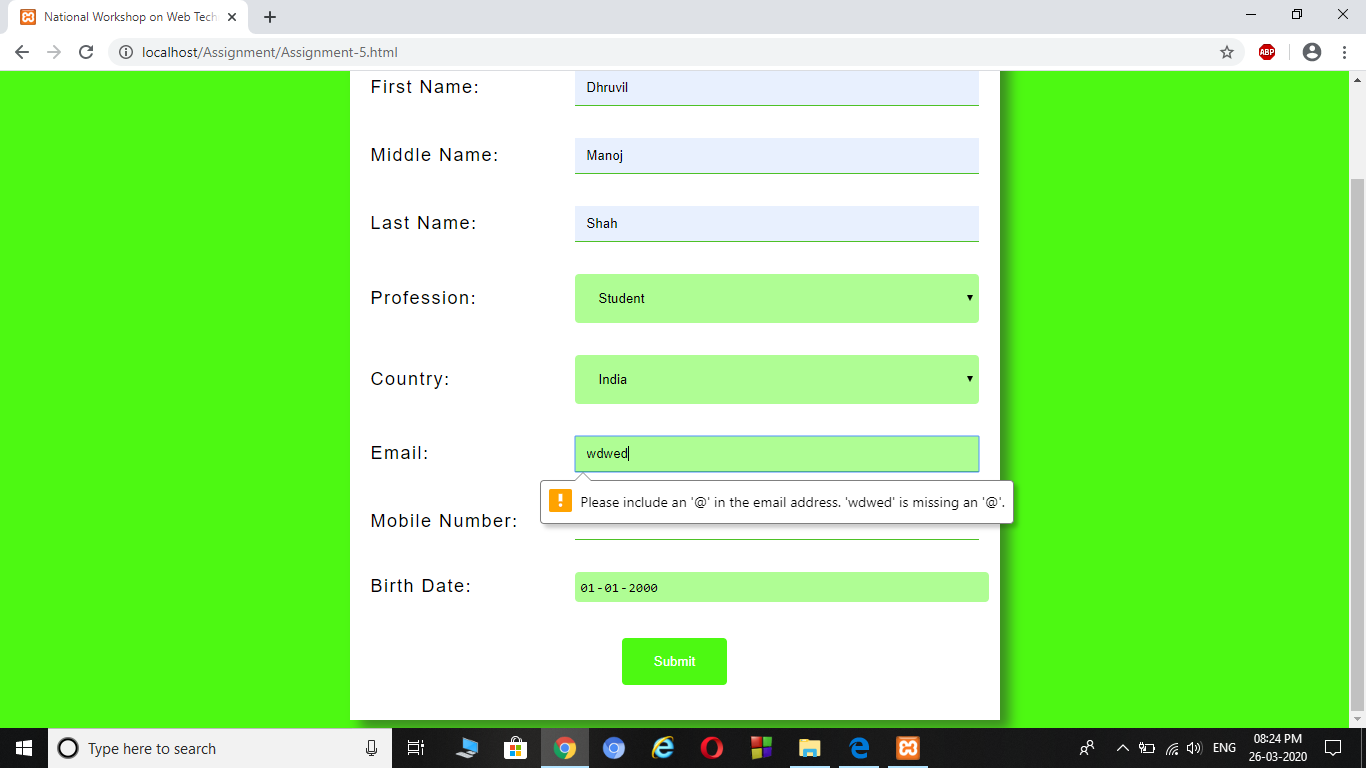 National Workshop on Web Tech
localhost/Assignment/Assignment-5.html
ABP
First Name:
Dhruvil
Middle Name:
Manoj
Last Name:
Shah
Profession:
Student
Country:
India
Email:
wdwed
Please include an '@' in the email address. 'wdwed' is missing an '@'.
Mobile Number:
Birth Date:
01-01-2000
Submit
Type here to search
ENG
08:24 PM
26-03-2020